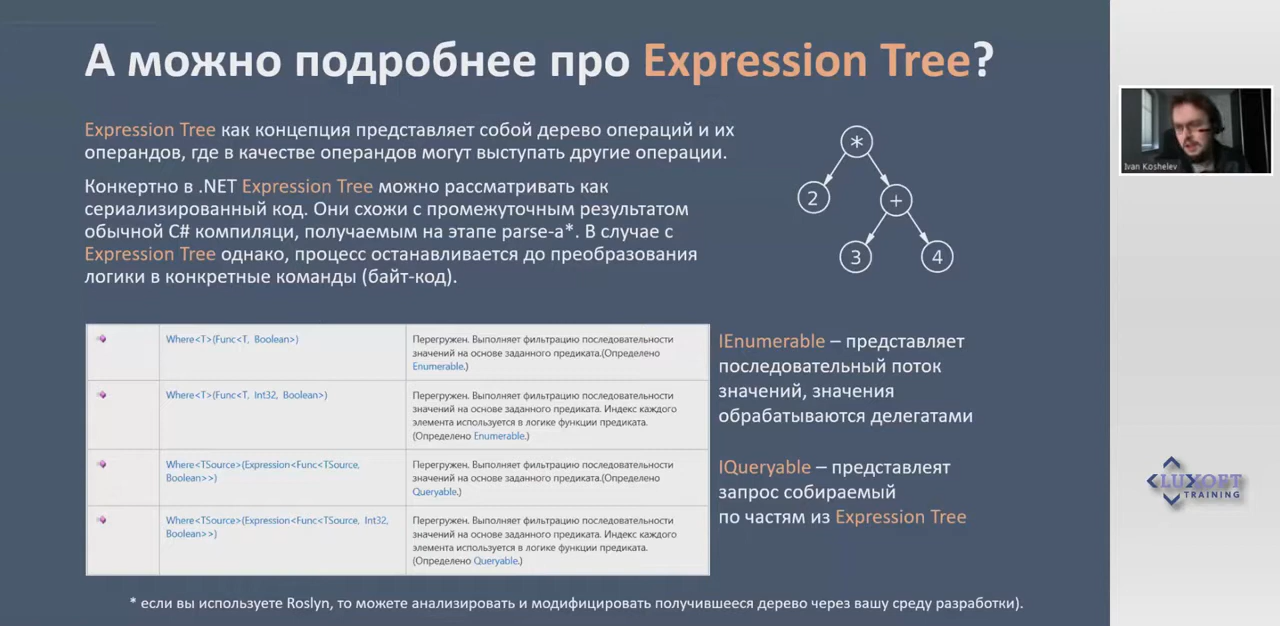 А можно подробнее про Expression Tree?
Expression Tree как концепция представляет собой дерево операций и их
операндов, где в качестве операндов могут выступать другие операции.
Конкертно в .NET Expression Tree можно рассматривать как
сериализированный код. Они схожи с промежуточным результатом
обычной C# компиляци, получаемым на этапе parse-а*. В случае с
Expression Tree однако, процесс останавливается до преобразования
логики в конкретные команды (байт-код).
*
2
+
3
4
Ivan Koshelev
Where<T>(Func<T, Boolean>)
Перегружен. Выполняет фильтрацию последовательности
значений на основе заданного предиката.(Определено
Enumerable.)
Where<T>(Func<T, Int32, Boolean>)
Перегружен. Выполняет фильтрацию последовательности
значений на основе заданного предиката. Индекс каждого
элемента используется в логике функции предиката.
(Определено Enumerable.)
Where<TSource>(Expression<Func<TSource,
Boolean>>)
Перегружен. Выполняет фильтрацию последовательности
значений на основе заданного предиката.(Определено
Queryable.)
Where<TSource>(Expression<Func<TSource, Int32,
Boolean>>)
Перегружен. Выполняет фильтрацию последовательности
значений на основе заданного предиката. Индекс каждого
элемента используется в логике функции предиката.
(Определено Queryable.)
IEnumerable – представляет
последовательный поток
значений, значения
обрабатываются делегатами
IQueryable – представлеят
запрос собираемый
по частям из Expression Tree
LUXOFT
TRAINING
* если вы используете Roslyn, то можете анализировать и модифицировать получившееся дерево через вашу среду разработки).